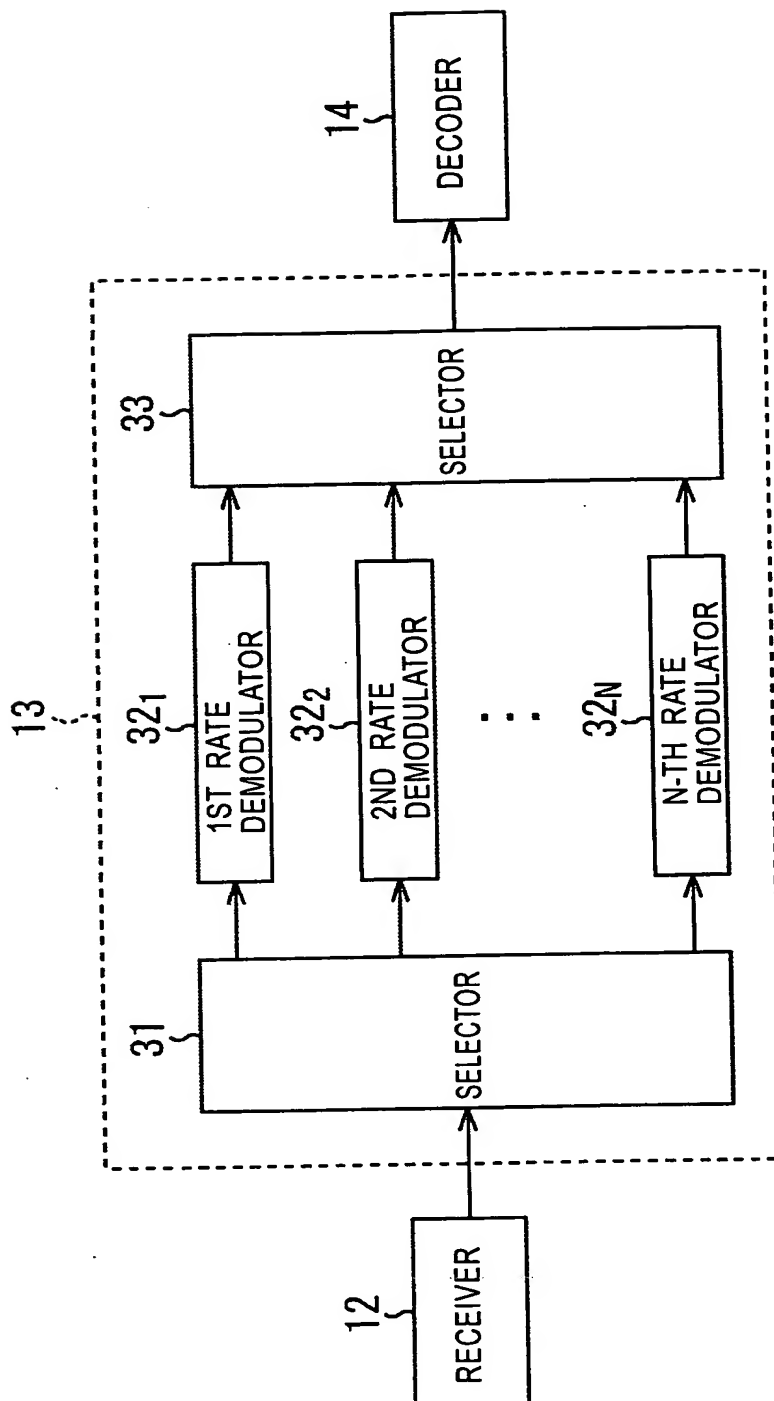 13
12
RECEIVER
31
SELECTOR
32₁
1ST RATE
DEMODULATOR
32₂
2ND RATE
DEMODULATOR
...
32N
N-TH RATE
DEMODULATOR
33
SELECTOR
14
DECODER